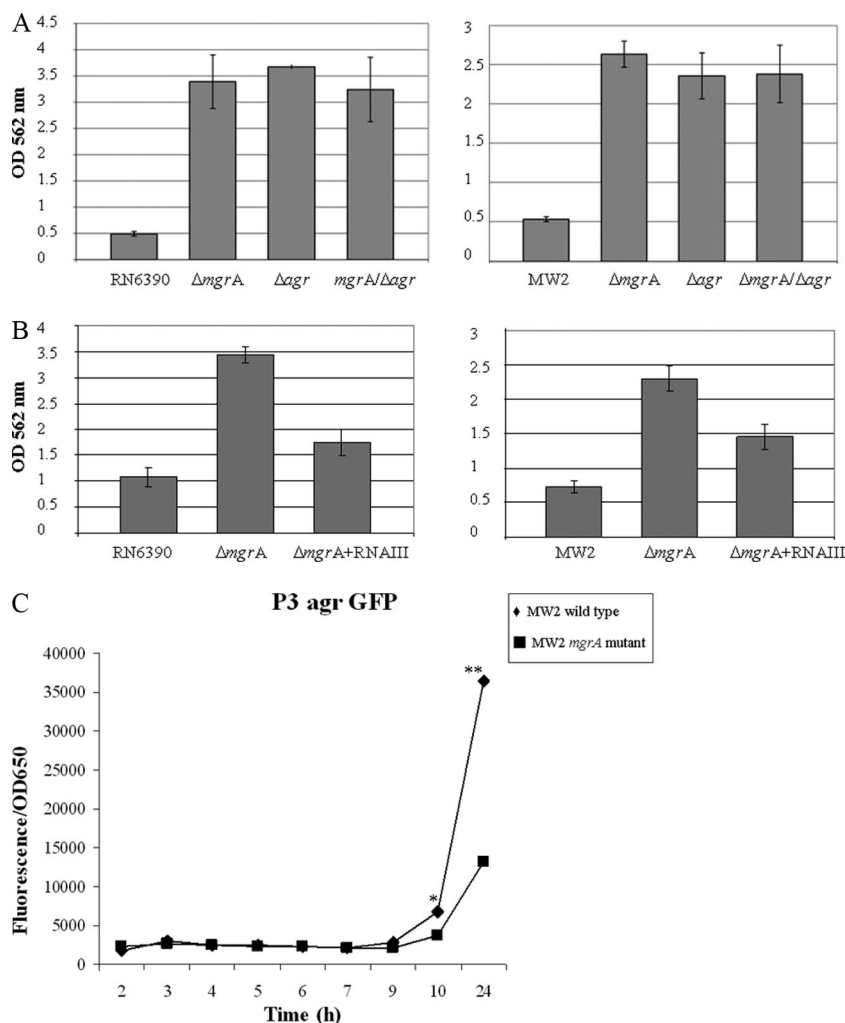 A
OD 562 nm
4.5
4
3.5
3
2.5
2
1.5
1
0.5
0
RN6390 ΔmgrA Δagr mgrA/Δagr
3
2.5
2
1.5
1
0.5
0
MW2 ΔmgrA Δagr ΔmgrA/Δagr
B
OD 562 nm
4
3.5
3
2.5
2
1.5
1
0.5
0
RN6390 ΔmgrA ΔmgrA+RNAIII
3
2.5
2
1.5
1
0.5
0
MW2 ΔmgrA ΔmgrA+RNAIII
C
P3 agr GFP
MW2 wild type
MW2 mgrA mutant
Fluorescence/OD650
40000
35000
30000
25000
20000
15000
10000
5000
0
**
*
2 3 4 5 6 7 9 10 24
Time (h)